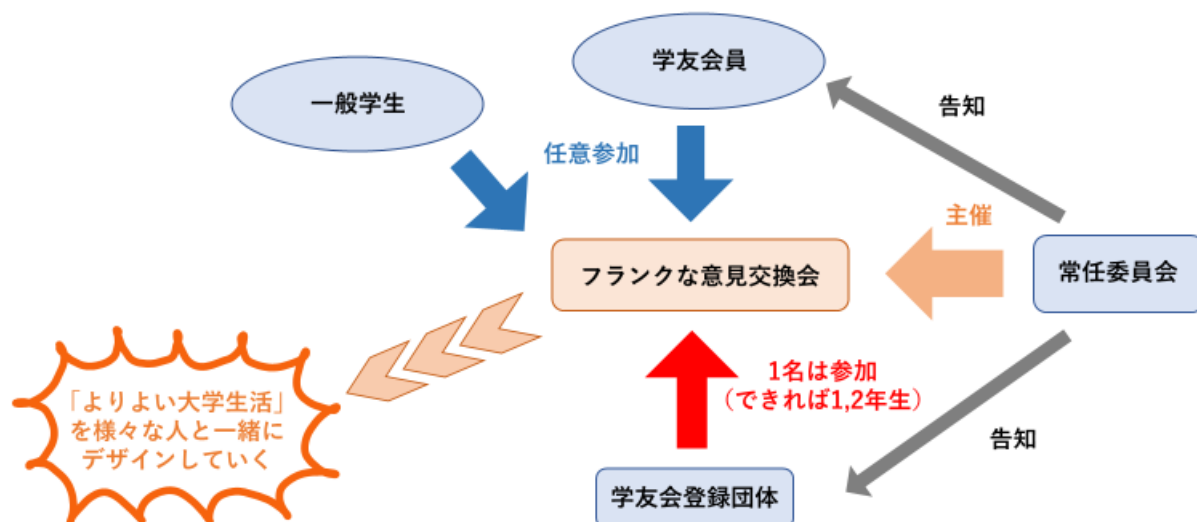 学友会員
一般学生
告知
任意参加
主催
フランクな意見交換会
常任委員会
1名は参加
（できれば1,2年生）
「よりよい大学生活」
を様々な人と一緒に
デザインしていく
告知
学友会登録団体